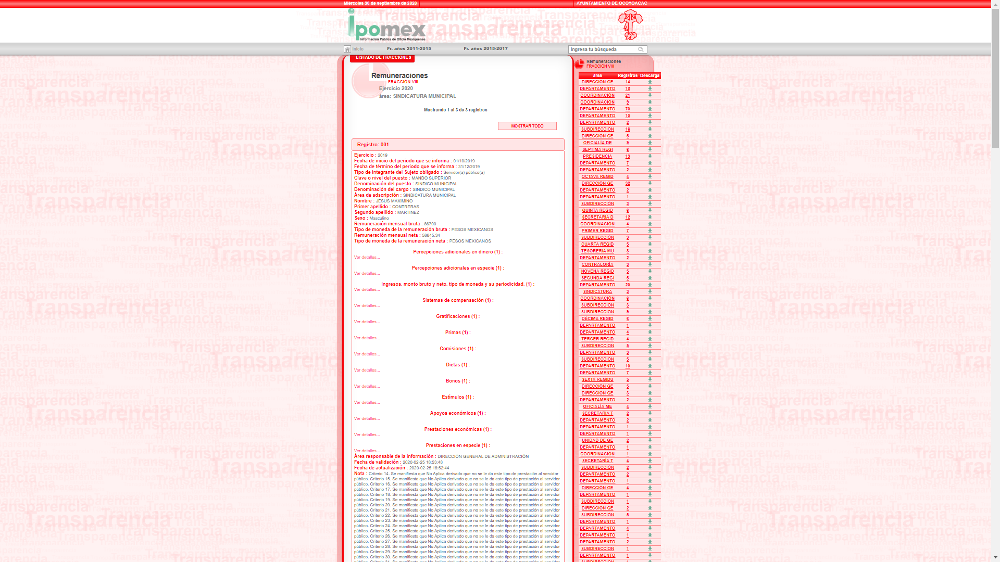 Miércoles 30 de septiembre de 2020
AYUNTAMIENTO DE OCOYOACAC
ipomex
Información Pública de Oficio Mexiquense
Inicio
Fr. años 2011-2015
Fr. años 2015-2017
Ingresa tu búsqueda
LISTADO DE FRACCIONES
Remuneraciones
FRACCIÓN VIII
Ejercicio 2020
área: SINDICATURA MUNICIPAL
Mostrando 1 al 3 de 3 registros
MOSTRAR TODO
Registro: 001
Ejercicio : 2019
Fecha de inicio del periodo que se informa : 01/10/2019
Fecha de término del periodo que se informa : 31/12/2019
Tipo de integrante del Sujeto obligado : Servidor(a) público(a)
Clave o nivel del puesto : MANDO SUPERIOR
Denominación del puesto : SINDICO MUNICIPAL
Denominación del cargo : SINDICO MUNICIPAL
Área de adscripción : SINDICATURA MUNICIPAL
Nombre : JESUS MAXIMINO
Primer apellido : CONTRERAS
Segundo apellido : MARTINEZ
Sexo : Masculino
Remuneración mensual bruta : 86700
Tipo de moneda de la remuneración bruta : PESOS MEXICANOS
Remuneración mensual neta : 58645.34
Tipo de moneda de la remuneración neta : PESOS MEXICANOS
Percepciones adicionales en dinero (1) :
Ver detalles...
Percepciones adicionales en especie (1) :
Ver detalles...
Ingresos, monto bruto y neto, tipo de moneda y su periodicidad. (1) :
Ver detalles...
Sistemas de compensación (1) :
Ver detalles...
Gratificaciones (1) :
Ver detalles...
Primas (1) :
Ver detalles...
Comisiones (1) :
Ver detalles...
Dietas (1) :
Ver detalles...
Bonos (1) :
Ver detalles...
Estímulos (1) :
Ver detalles...
Apoyos económicos (1) :
Ver detalles...
Prestaciones económicas (1) :
Ver detalles...
Prestaciones en especie (1) :
Ver detalles...
Área responsable de la información : DIRECCIÓN GENERAL DE ADMINISTRACIÓN
Fecha de validación : 2020-02-25 18:53:48
Fecha de actualización : 2020-02-25 18:52:44
Nota : Criterio 14. Se manifiesta que No Aplica derivado que no se le da este tipo de prestación al servidor
público. Criterio 15. Se manifiesta que No Aplica derivado que no se le da este tipo de prestación al servidor
público. Criterio 16. Se manifiesta que No Aplica derivado que no se le da este tipo de prestación al servidor
público. Criterio 17. Se manifiesta que No Aplica derivado que no se le da este tipo de prestación al servidor
público. Criterio 18. Se manifiesta que No Aplica derivado que no se le da este tipo de prestación al servidor
público. Criterio 19. Se manifiesta que No Aplica derivado que no se le da este tipo de prestación al servidor
público. Criterio 20. Se manifiesta que No Aplica derivado que no se le da este tipo de prestación al servidor
público. Criterio 21. Se manifiesta que No Aplica derivado que no se le da este tipo de prestación al servidor
público. Criterio 22. Se manifiesta que No Aplica derivado que no se le da este tipo de prestación al servidor
público. Criterio 23. Se manifiesta que No Aplica derivado que no se le da este tipo de prestación al servidor
público. Criterio 24. Se manifiesta que No Aplica derivado que no se le da este tipo de prestación al servidor
público. Criterio 25. Se manifiesta que No Aplica derivado que no se le da este tipo de prestación al servidor
público. Criterio 26. Se manifiesta que No Aplica derivado que no se le da este tipo de prestación al servidor
público. Criterio 27. Se manifiesta que No Aplica derivado que no se le da este tipo de prestación al servidor
público. Criterio 28. Se manifiesta que No Aplica derivado que no se le da este tipo de prestación al servidor
público. Criterio 29. Se manifiesta que No Aplica derivado que no se le da este tipo de prestación al servidor
público. Criterio 30. Se manifiesta que No Aplica derivado que no se le da este tipo de prestación al servidor
Remuneraciones
FRACCIÓN VIII
área Registros Descarga
DIRECCIÓN GE 14
DEPARTAMENTO 18
COORDINACIÓN 21
COORDINACIÓN 9
DEPARTAMENTO 70
DEPARTAMENTO 10
DEPARTAMENTO 2
SUBDIRECCIÓN 16
DIRECCIÓN GE 5
OFICIALÍA DE 9
SEPTIMA REGI 6
PRESIDENCIA 13
DEPARTAMENTO 7
DEPARTAMENTO 2
OCTAVA REGID 4
DIRECCIÓN GE 32
DEPARTAMENTO 2
DEPARTAMENTO 1
SUBDIRECCIÓN 3
QUINTA REGID 6
SECRETARÍA D 12
COORDINACIÓN 4
PRIMER REGID 7
SUBDIRECCIÓN 9
CUARTA REGID 5
TESORERÍA MU 8
DEPARTAMENTO 2
CONTRALORÍA 3
NOVENA REGID 5
SEGUNDA REGI 5
DEPARTAMENTO 20
SINDICATURA 3
COORDINACIÓN 6
SUBDIRECCIÓN 3
SUBDIRECCIÓN 9
DÉCIMA REGID 6
DEPARTAMENTO 1
DEPARTAMENTO 4
TERCER REGID 4
SUBDIRECCION 5
DEPARTAMENTO 3
SUBDIRECCIÓN 5
DEPARTAMENTO 10
DEPARTAMENTO 7
SEXTA REGIDU 5
DIRECCIÓN GE 5
DIRECCIÓN GE 3
DEPARTAMENTO 2
OFICIALÍA ME 4
SECRETARIA T 2
DEPARTAMENTO 2
DEPARTAMENTO 1
DEPARTAMENTO 1
UNIDAD DE GE 2
DEPARTAMENTO 1
COORDINACIÓN 1
SECRETARÍA T 4
SUBDIRECCIÓN 2
DEPARTAMENTO 2
DEPARTAMENTO 1
DIRECCIÓN GE 4
DEPARTAMENTO 1
SUBDIRECCION 1
DIRECCION GE 2
SUBDIRECCIÓN 5
DEPARTAMENTO 1
DEPARTAMENTO 4
DEPARTAMENTO 1
DEPARTAMENTO 2
SUBDIRECCION 1
DEPARTAMENTO 1